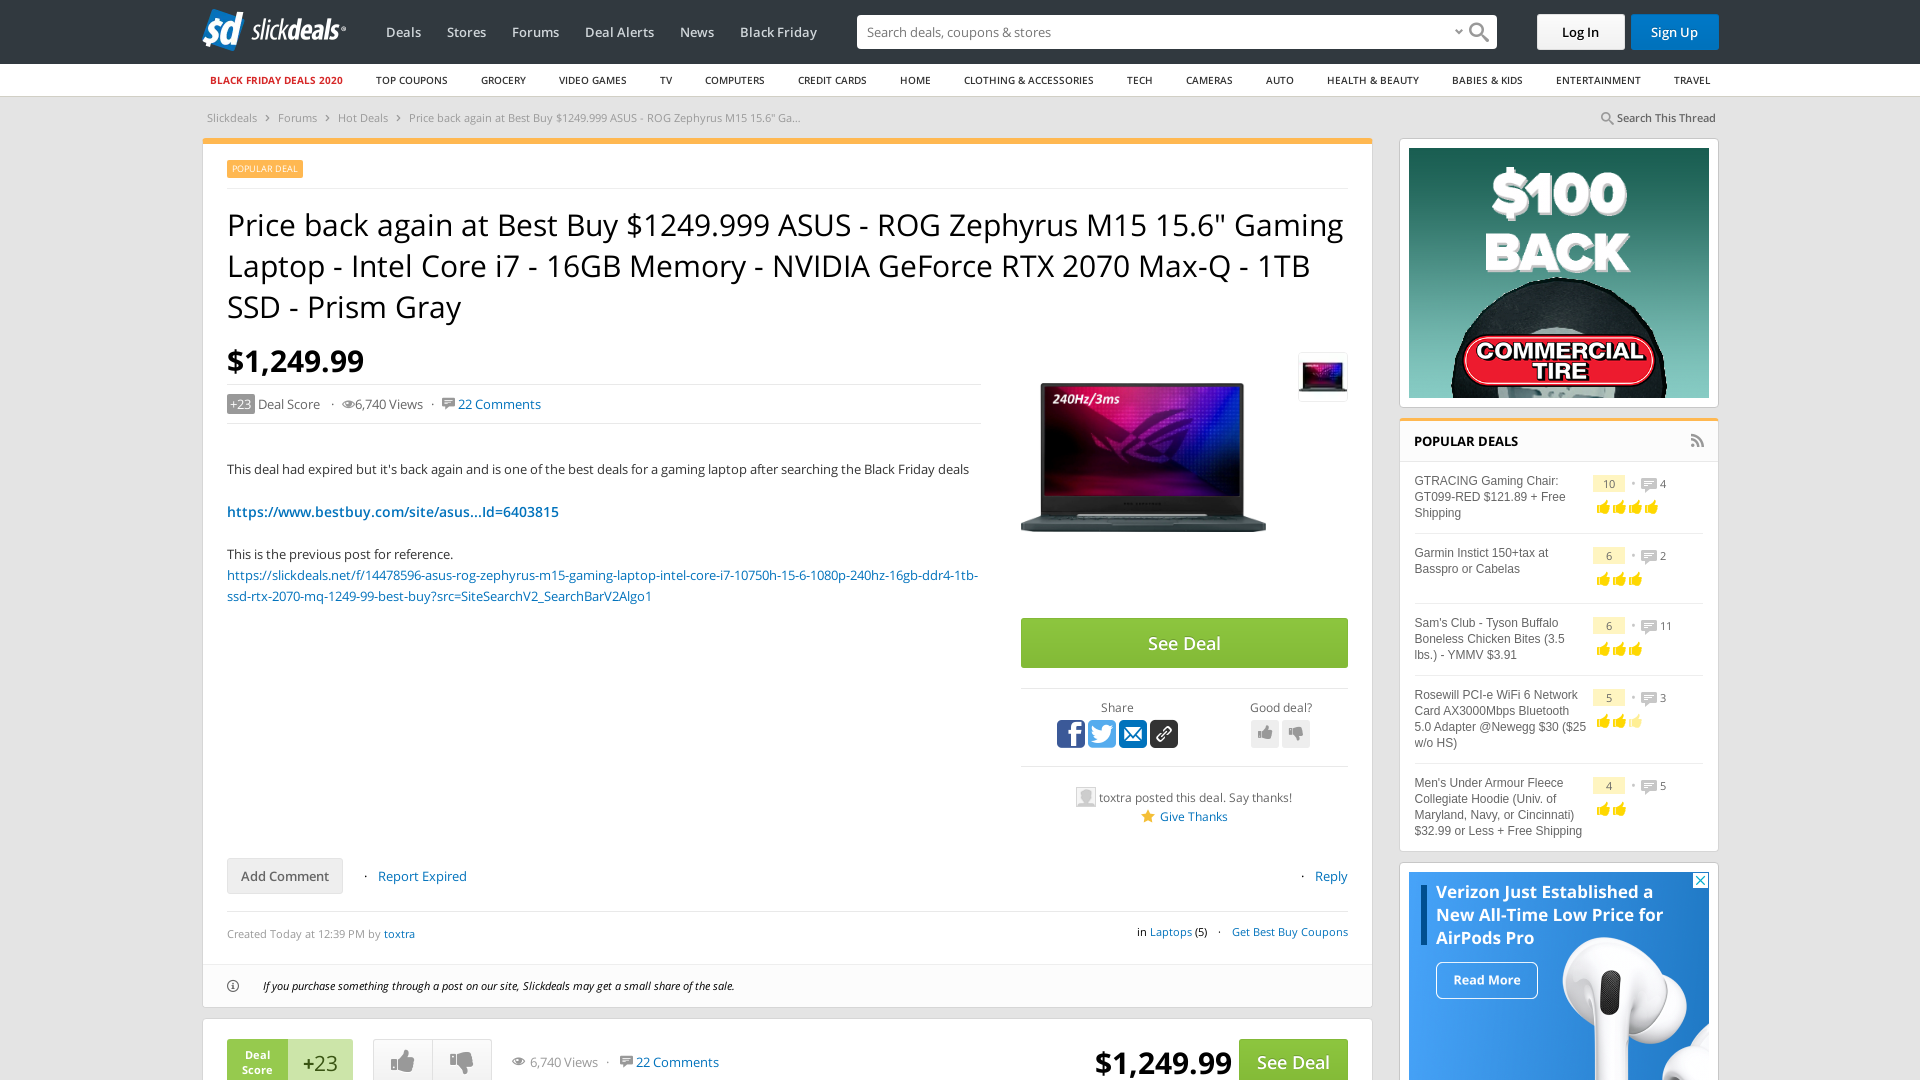 sd slickdeals
Deals Stores Forums Deal Alerts News Black Friday
Search deals, coupons & scores
Log In
Sign Up
BLACK FRIDAY DEALS 2020 TOP COUPONS GROCERY VIDEO GAMES TV COMPUTERS CREDIT CARDS HOME CLOTHING & ACCESSORIES TECH CAMERAS AUTO HEALTH & BEAUTY BABIES & KIDS ENTERTAINMENT TRAVEL
Slickdeals › Forums › Hot Deals › Price back again at Best Buy $1249.999 ASUS - ROG Zephyrus M15 15.6" Ga...
Search This Thread
POPULAR DEAL
Price back again at Best Buy $1249.999 ASUS - ROG Zephyrus M15 15.6" Gaming
Laptop - Intel Core i7 - 16GB Memory - NVIDIA GeForce RTX 2070 Max-Q - 1TB
SSD - Prism Gray
$1,249.99
+23 Deal Score · 6,740 Views · 22 Comments
This deal had expired but it's back again and is one of the best deals for a gaming laptop after searching the Black Friday deals
https://www.bestbuy.com/site/asus...Id=6403815
This is the previous post for reference.
https://slickdeals.net/f/14478596-asus-rog-zephyrus-m15-gaming-laptop-intel-core-i7-10750h-15-6-1080p-240hz-16gb-ddr4-1tb-
ssd-rtx-2070-mq-1249-99-best-buy?src=SiteSearchV2_SearchBarV2Algo1
240Hz/3ms
See Deal
Share
Good deal?
toxtra posted this deal. Say thanks!
Give Thanks
Add Comment · Report Expired
· Reply
Created Today at 12:39 PM by toxtra
in Laptops (5) · Get Best Buy Coupons
If you purchase something through a post on our site, Slickdeals may get a small share of the sale.
Deal
Score
+23
6,740 Views · 22 Comments
$1,249.99
See Deal
$100
BACK
COMMERCIAL
TIRE
POPULAR DEALS
GTRACING Gaming Chair:
GT099-RED $121.89 + Free
Shipping
10 • 4
Garmin Instict 150+tax at
Basspro or Cabelas
6 • 2
Sam's Club - Tyson Buffalo
Boneless Chicken Bites (3.5
lbs.) - YMMV $3.91
6 • 11
Rosewill PCI-e WiFi 6 Network
Card AX3000Mbps Bluetooth
5.0 Adapter @Newegg $30 ($25
w/o HS)
5 • 3
Men's Under Armour Fleece
Collegiate Hoodie (Univ. of
Maryland, Navy, or Cincinnati)
$32.99 or Less + Free Shipping
4 • 5
Verizon Just Established a
New All-Time Low Price for
AirPods Pro
Read More